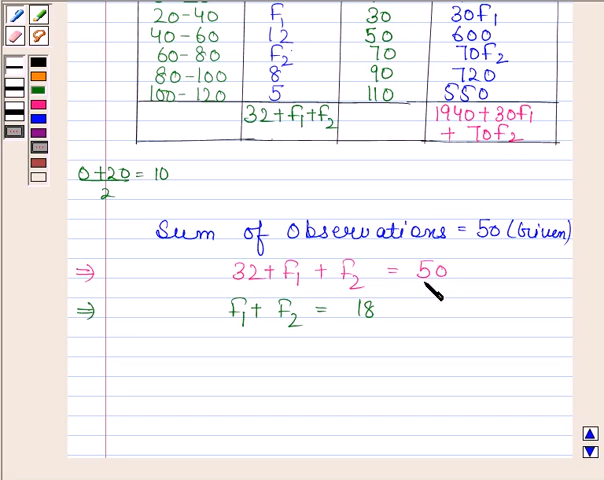 20-40 f₁ 30 30f₁
40-60 12 50 600
60-80 f₂ 70 70f₂
80-100 8 90 720
100-120 5 110 550
32+f₁+f₂ 1940+30f₁
+ 70f₂
0+20/2 = 10
Sum of observations = 50 (Given)
⇒ 32+f₁ + f₂ = 50
⇒ f₁+ f₂ = 18